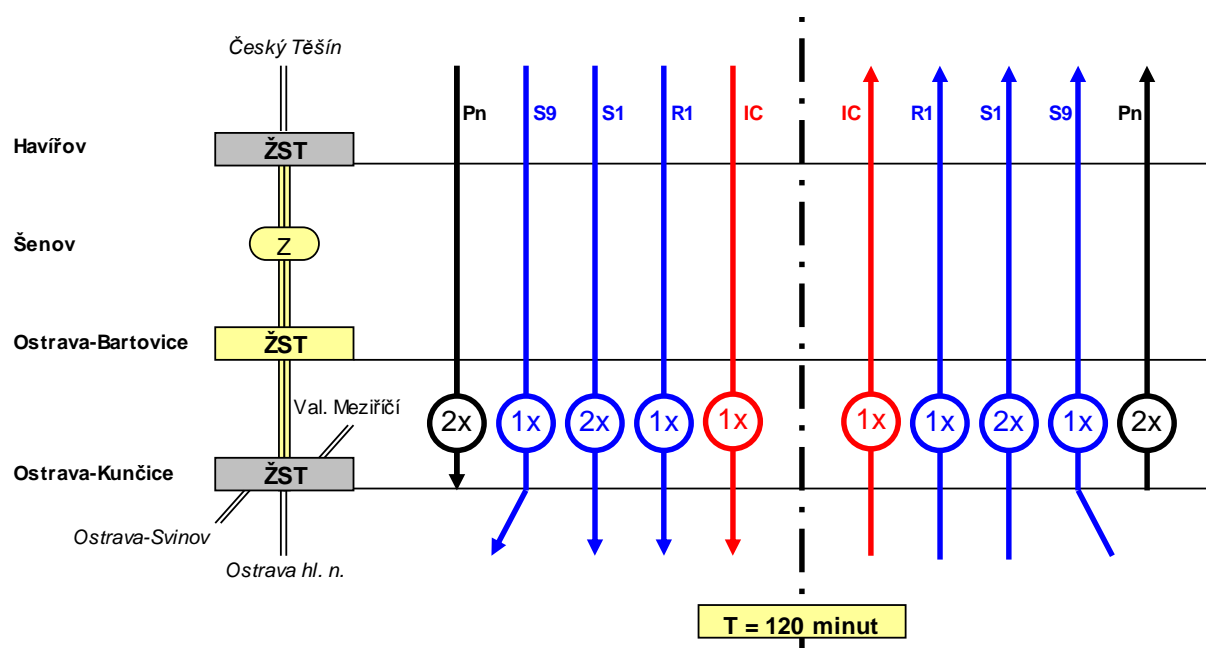 Český Těšín
Pn S9 S1 R1 IC IC R1 S1 S9 Pn
Havířov ŽST
Šenov Z
Ostrava-Bartovice ŽST
Val. Meziříčí
2x 1x 2x 1x 1x 1x 1x 2x 1x 2x
Ostrava-Kunčice ŽST
Ostrava-Svinov
Ostrava hl. n.
T = 120 minut